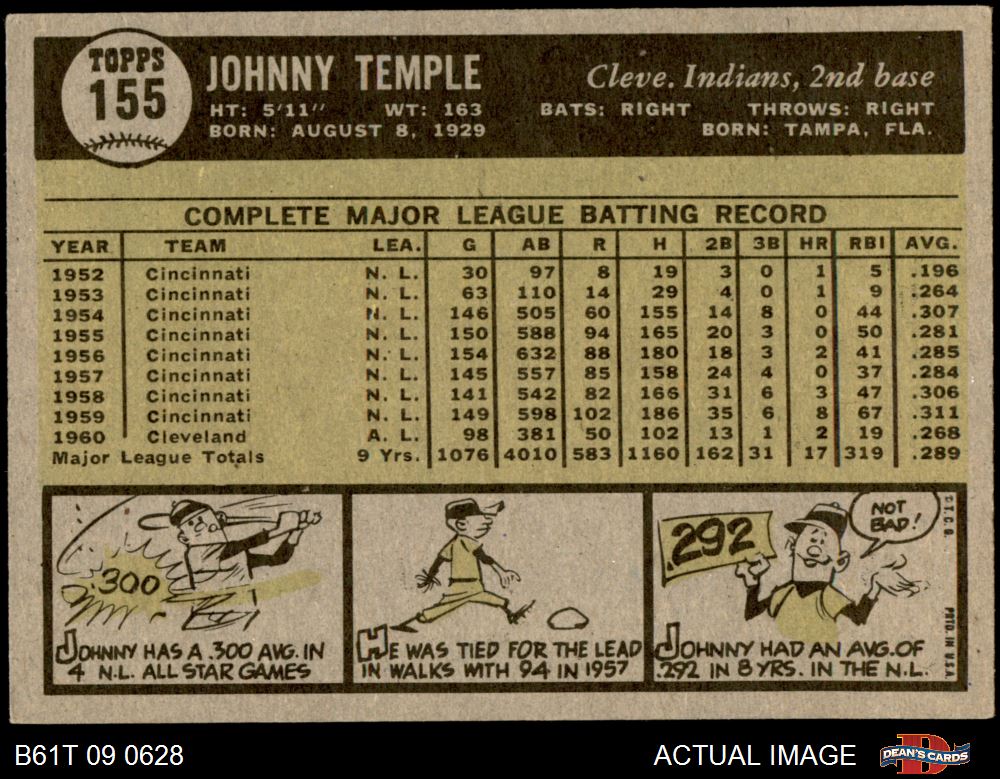 TOPPS
155
JOHNNY TEMPLE
Cleve. Indians, 2nd base
HT: 5'11" WT: 163 BATS: RIGHT THROWS: RIGHT
BORN: AUGUST 8, 1929 BORN: TAMPA, FLA.
COMPLETE MAJOR LEAGUE BATTING RECORD
YEAR TEAM LEA. G AB R H 2B 3B HR RBI AVG.
1952 Cincinnati N. L. 30 97 8 19 3 0 1 5 .196
1953 Cincinnati N. L. 63 110 14 29 4 0 1 9 .264
1954 Cincinnati N. L. 146 505 60 155 14 8 0 44 .307
1955 Cincinnati N. L. 150 588 94 165 20 3 0 50 .281
1956 Cincinnati N. L. 154 632 88 180 18 3 2 41 .285
1957 Cincinnati N. L. 145 557 85 158 24 4 0 37 .284
1958 Cincinnati N. L. 141 542 82 166 31 6 3 47 .306
1959 Cincinnati N. L. 149 598 102 186 35 6 8 67 .311
1960 Cleveland A. L. 98 381 50 102 13 1 2 19 .268
Major League Totals 9 Yrs. 1076 4010 583 1160 162 31 17 319 .289
.300
JOHNNY HAS A .300 AVG. IN
4 N.L. ALL STAR GAMES
HE WAS TIED FOR THE LEAD
IN WALKS WITH 94 IN 1957
.292
NOT
BAD!
JOHNNY HAD AN AVG. OF
.292 IN 8 YRS. IN THE N.L.
© T. C. G.
PRTD. IN U.S.A.
B61T 09 0628
ACTUAL IMAGE
DEAN'S CARDS